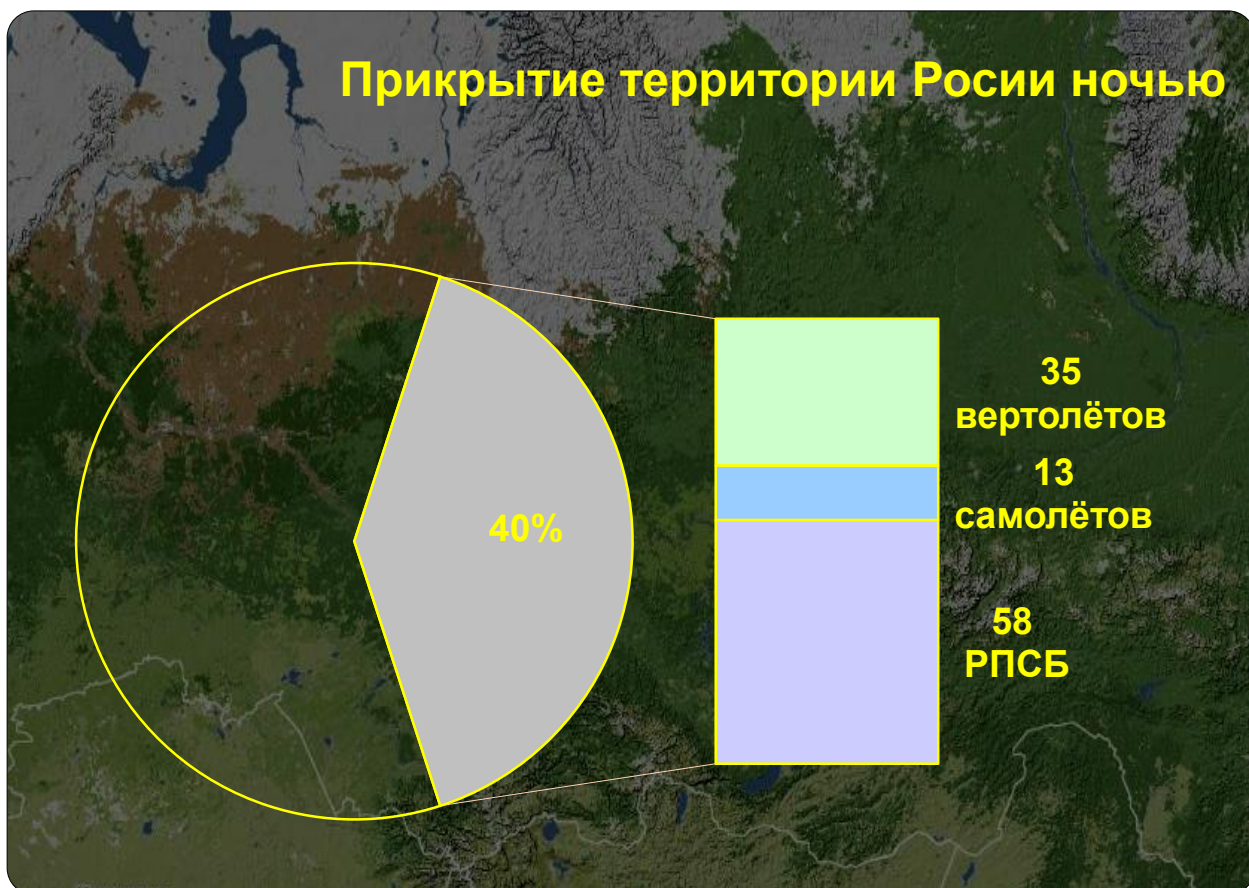 Прикрытие территории Росии ночью
35
вертолётов
13
самолётов
40%
58
РПСБ